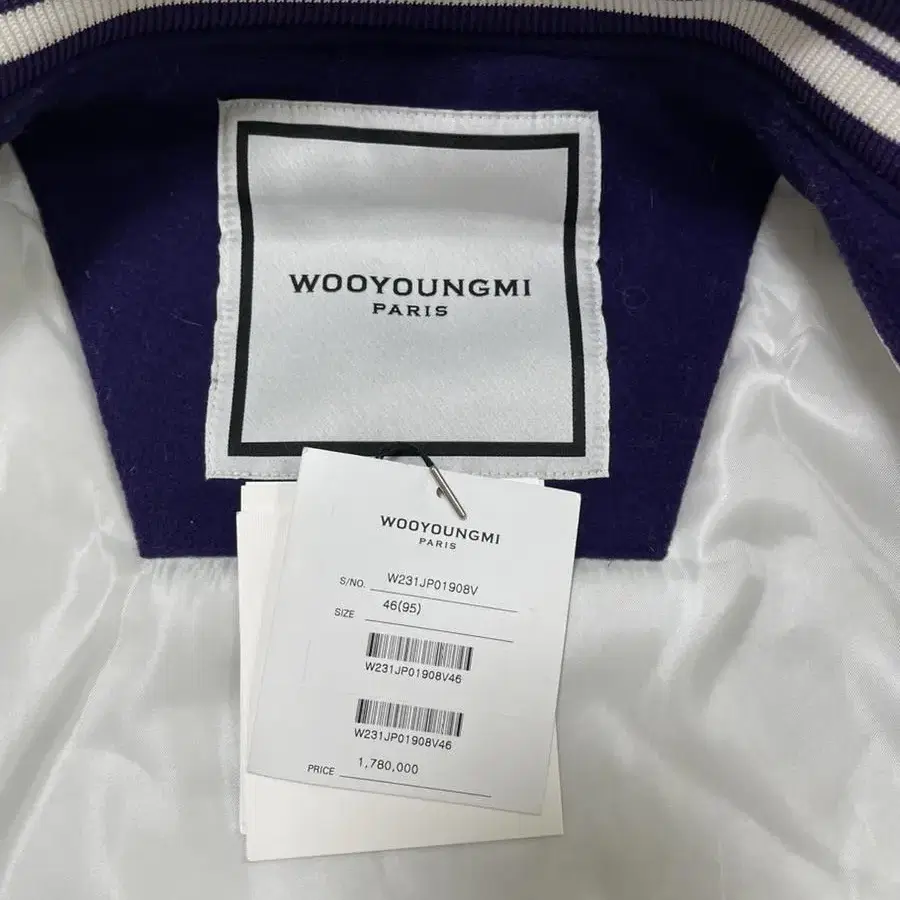 WOOYOUNGMI
PARIS
WOOYOUNGMI
PARIS
S/NO. W231JP01908V
SIZE 46(95)
W231JP01908V46
W231JP01908V46
PRICE 1,780,000